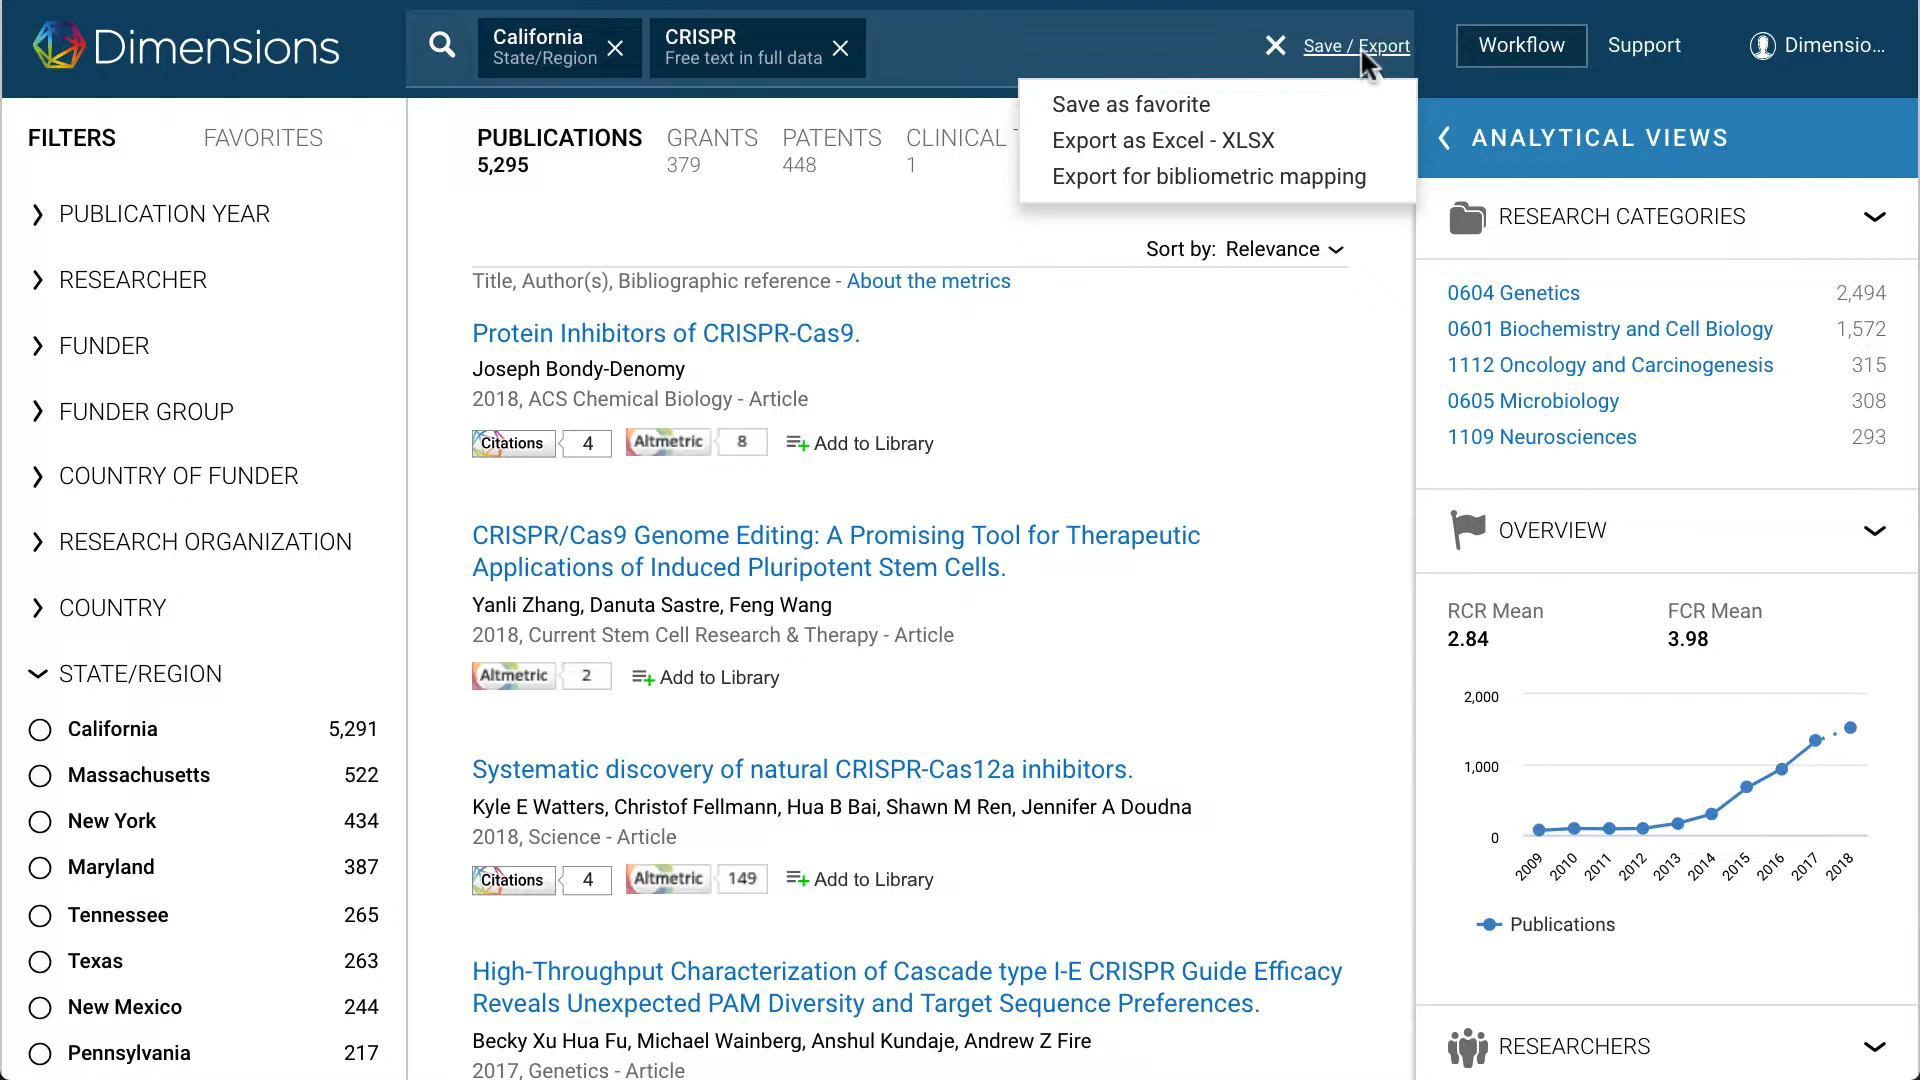 Dimensions
California
State/Region
CRISPR
Free text in full data
Save / Export
Workflow
Support
Dimensio...
Save as favorite
Export as Excel - XLSX
Export for bibliometric mapping
FILTERS
FAVORITES
PUBLICATION YEAR
RESEARCHER
FUNDER
FUNDER GROUP
COUNTRY OF FUNDER
RESEARCH ORGANIZATION
COUNTRY
STATE/REGION
California 5,291
Massachusetts 522
New York 434
Maryland 387
Tennessee 265
Texas 263
New Mexico 244
Pennsylvania 217
PUBLICATIONS GRANTS PATENTS CLINICAL
5,295 379 448 1
Sort by: Relevance
Title, Author(s), Bibliographic reference - About the metrics
Protein Inhibitors of CRISPR-Cas9.
Joseph Bondy-Denomy
2018, ACS Chemical Biology - Article
Citations 4 Altmetric 8 Add to Library
CRISPR/Cas9 Genome Editing: A Promising Tool for Therapeutic
Applications of Induced Pluripotent Stem Cells.
Yanli Zhang, Danuta Sastre, Feng Wang
2018, Current Stem Cell Research & Therapy - Article
Altmetric 2 Add to Library
Systematic discovery of natural CRISPR-Cas12a inhibitors.
Kyle E Watters, Christof Fellmann, Hua B Bai, Shawn M Ren, Jennifer A Doudna
2018, Science - Article
Citations 4 Altmetric 149 Add to Library
High-Throughput Characterization of Cascade type I-E CRISPR Guide Efficacy
Reveals Unexpected PAM Diversity and Target Sequence Preferences.
Becky Xu Hua Fu, Michael Wainberg, Anshul Kundaje, Andrew Z Fire
2017, Genetics - Article
ANALYTICAL VIEWS
RESEARCH CATEGORIES
0604 Genetics 2,494
0601 Biochemistry and Cell Biology 1,572
1112 Oncology and Carcinogenesis 315
0605 Microbiology 308
1109 Neurosciences 293
OVERVIEW
RCR Mean FCR Mean
2.84 3.98
2,000
1,000
0
2009 2010 2011 2012 2013 2014 2015 2016 2017 2018
Publications
RESEARCHERS